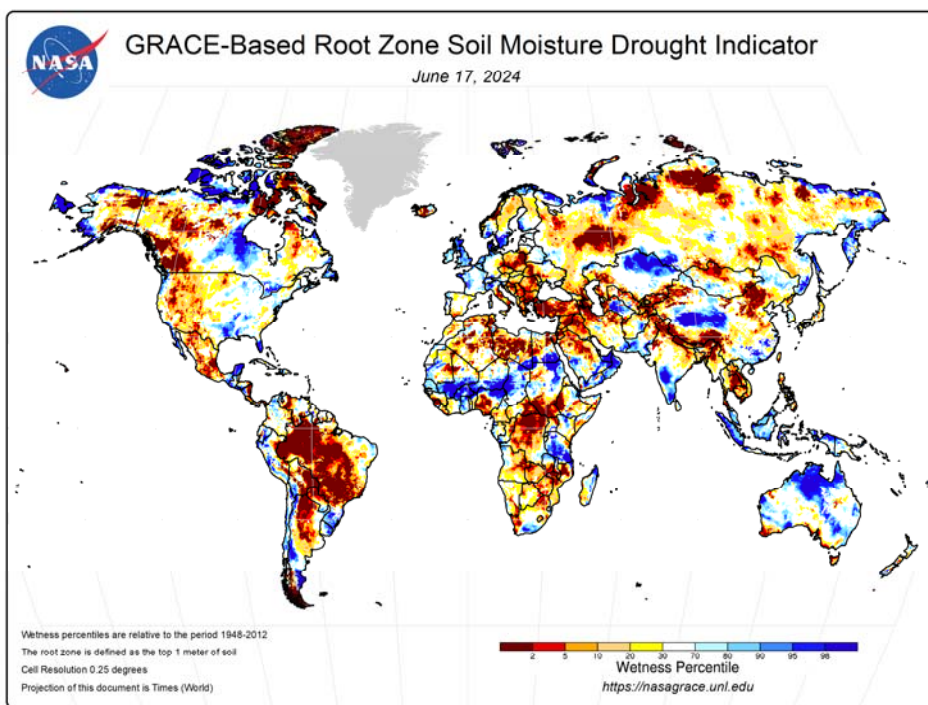 NASA
GRACE-Based Root Zone Soil Moisture Drought Indicator
June 17, 2024
Wetness percentiles are relative to the period 1948-2012
The root zone is defined as the top 1 meter of soil
Cell Resolution 0.25 degrees
Projection of this document is Times (World)
2 5 10 20 30 70 80 90 95 98
Wetness Percentile
https://nasagrace.unl.edu